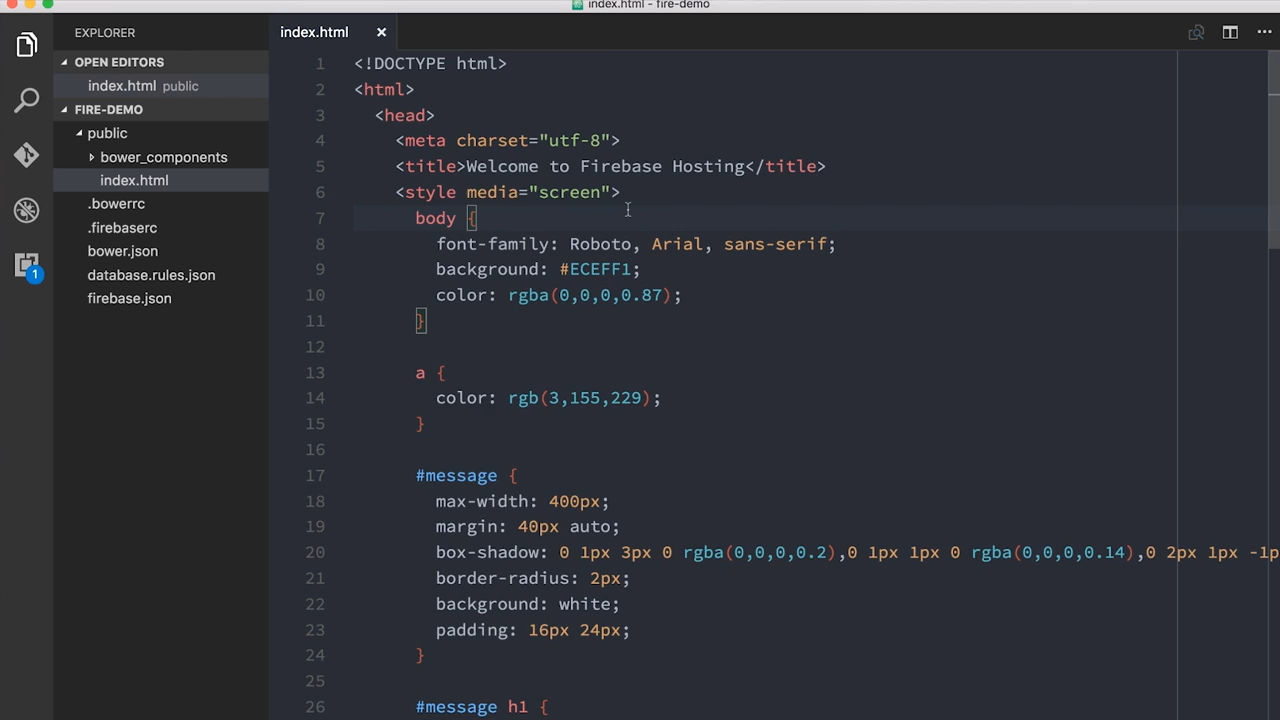 index.html - fire-demo
EXPLORER
OPEN EDITORS
index.html public
FIRE-DEMO
public
bower_components
index.html
.bowerrc
.firebaserc
bower.json
database.rules.json
firebase.json
1
index.html
1 <!DOCTYPE html>
2 <html>
3 <head>
4 <meta charset="utf-8">
5 <title>Welcome to Firebase Hosting</title>
6 <style media="screen">
7 body {
8 font-family: Roboto, Arial, sans-serif;
9 background: #ECEFF1;
10 color: rgba(0,0,0,0.87);
11 }
12
13 a {
14 color: rgb(3,155,229);
15 }
16
17 #message {
18 max-width: 400px;
19 margin: 40px auto;
20 box-shadow: 0 1px 3px 0 rgba(0,0,0,0.2),0 1px 1px 0 rgba(0,0,0,0.14),0 2px 1px -1p
21 border-radius: 2px;
22 background: white;
23 padding: 16px 24px;
24 }
25
26 #message h1 {